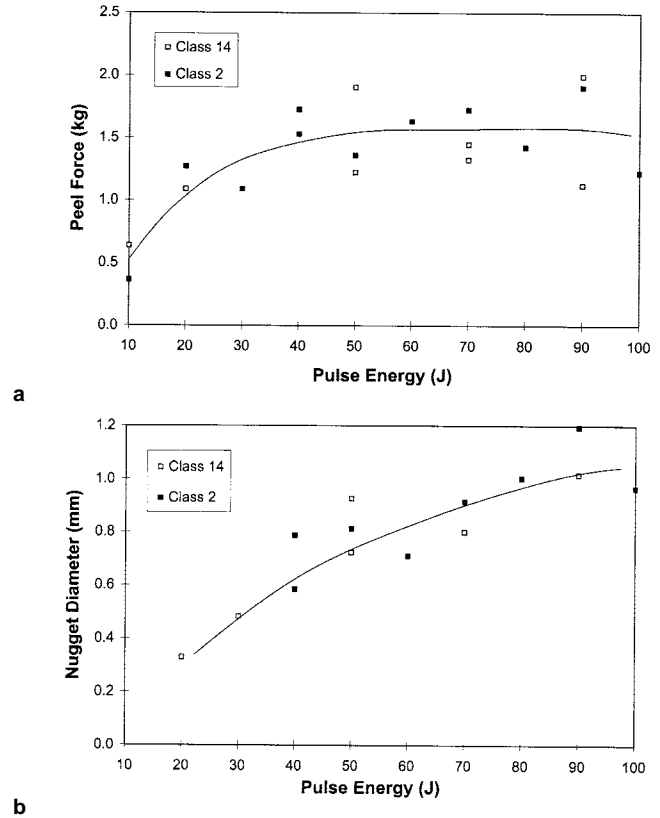 2.5
2.0
1.5
1.0
0.5
0.0
Peel Force (kg)
Class 14
Class 2
10 20 30 40 50 60 70 80 90 100
Pulse Energy (J)
a
1.2
1.0
0.8
0.6
0.4
0.2
0.0
Nugget Diameter (mm)
Class 14
Class 2
10 20 30 40 50 60 70 80 90 100
Pulse Energy (J)
b